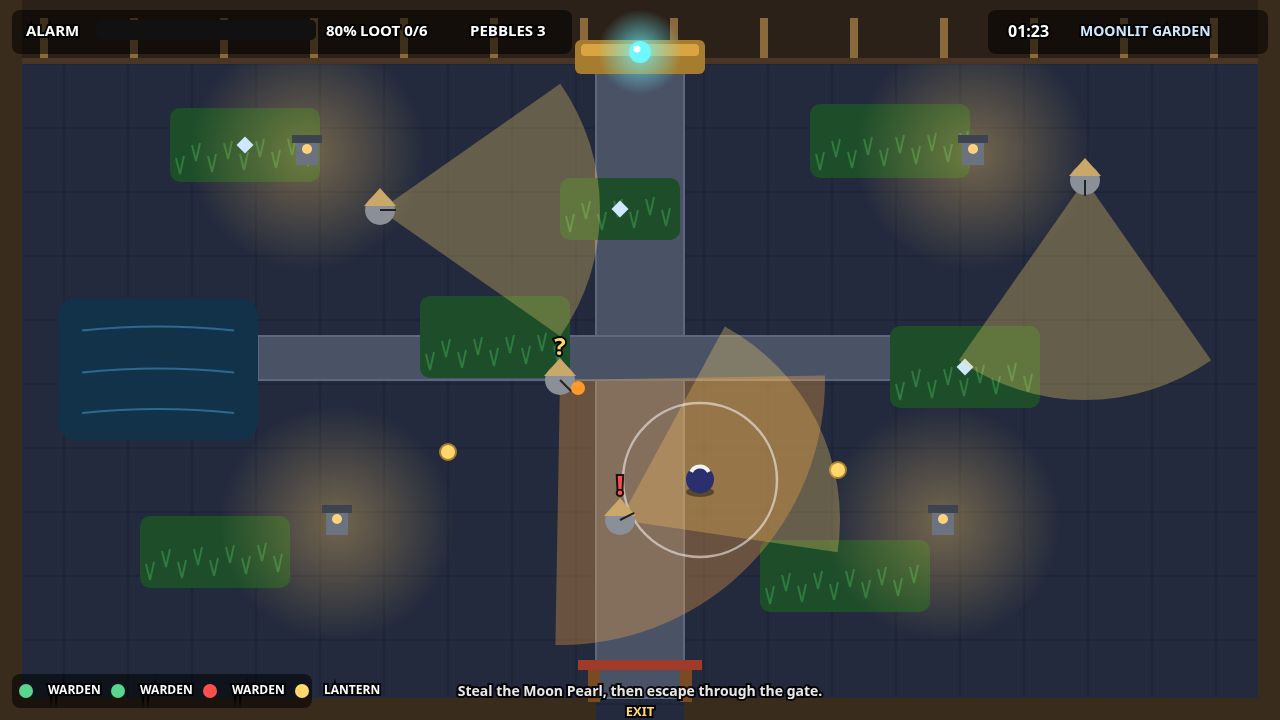 ALARM 80% LOOT 0/6 PEBBLES 3 01:23 MOONLIT GARDEN
?
!
WARDEN WARDEN WARDEN LANTERN
Steal the Moon Pearl, then escape through the gate.
EXIT